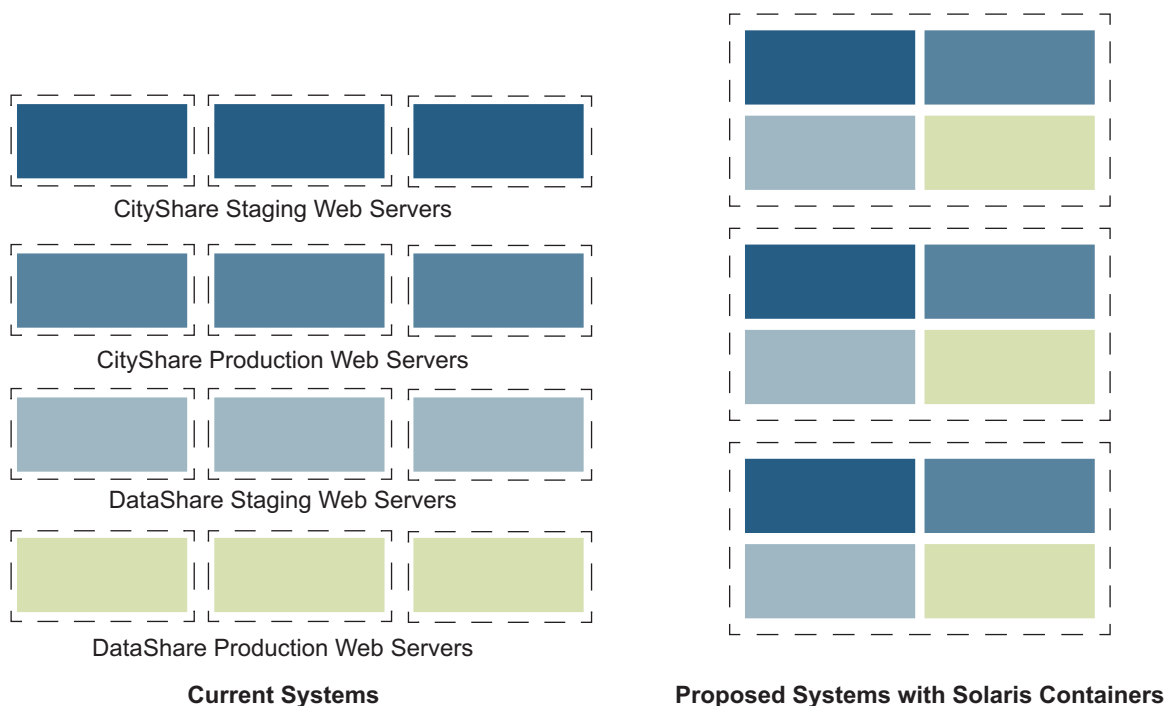 CityShare Staging Web Servers
CityShare Production Web Servers
DataShare Staging Web Servers
DataShare Production Web Servers
Current Systems
Proposed Systems with Solaris Containers